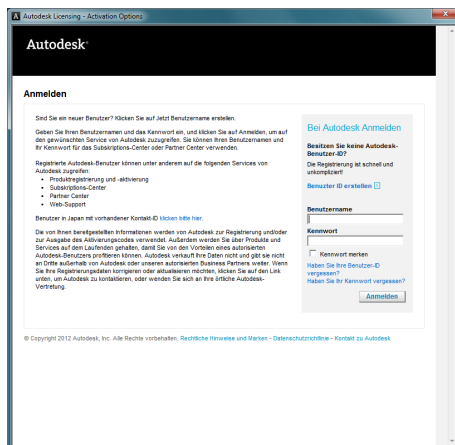 Autodesk Licensing - Activation Options
Autodesk
Anmelden
Sind Sie ein neuer Benutzer? Klicken Sie auf Jetzt Benutzername erstellen.
Geben Sie Ihren Benutzernamen und das Kennwort ein, und klicken Sie auf Anmelden, um auf
den gewünschten Service von Autodesk zuzugreifen. Sie können Ihren Benutzernamen und
Ihr Kennwort für das Subskriptions-Center oder Partner Center verwenden.
Registrierte Autodesk-Benutzer können unter anderem auf die folgenden Services von
Autodesk zugreifen:
• Produktregistrierung und -aktivierung
• Subskriptions-Center
• Partner Center
• Web-Support
Benutzer in Japan mit vorhandener Kontakt-ID klicken bitte hier.
Die von Ihnen bereitgestellten Informationen werden von Autodesk zur Registrierung und/oder
zur Ausgabe des Aktivierungscodes verwendet. Außerdem werden Sie über Produkte und
Services auf dem Laufenden gehalten, damit Sie von den Vorteilen eines autorisierten
Autodesk-Benutzers profitieren können. Autodesk verkauft Ihre Daten nicht und gibt sie nicht
an Dritte außerhalb von Autodesk oder unseren autorisierten Business Partners weiter. Wenn
Sie Ihre Registrierungsdaten korrigieren oder aktualisieren möchten, klicken Sie auf den Link
unten, um Autodesk zu kontaktieren, oder wenden Sie sich an Ihre örtliche Autodesk-
Vertretung.
Bei Autodesk Anmelden
Besitzen Sie keine Autodesk-
Benutzer-ID?
Die Registrierung ist schnell und
unkompliziert!
Benutzer ID erstellen
Benutzername
Kennwort
Kennwort merken
Haben Sie Ihre Benutzer-ID
vergessen?
Haben Sie Ihr Kennwort vergessen?
Anmelden
© Copyright 2012 Autodesk, Inc. Alle Rechte vorbehalten. Rechtliche Hinweise und Marken - Datenschutzrichtlinie - Kontakt zu Autodesk